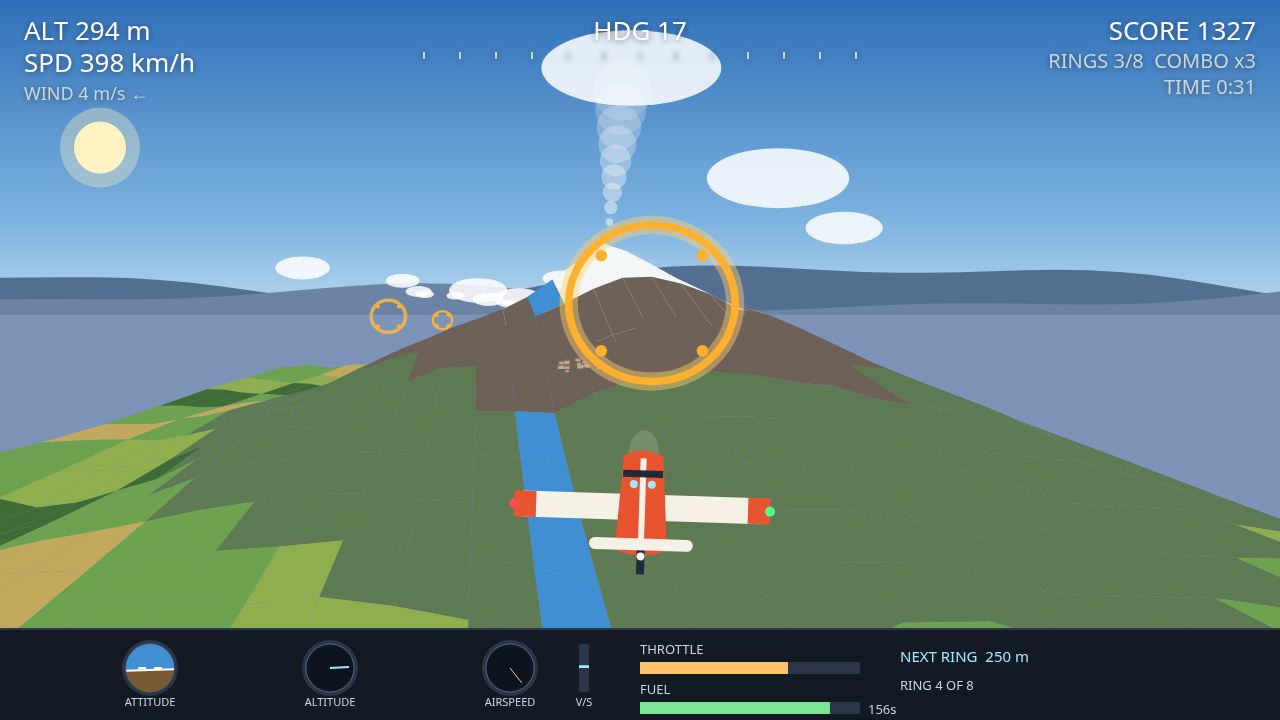 ALT 294 m
SPD 398 km/h
WIND 4 m/s ←
HDG 17
SCORE 1327
RINGS 3/8 COMBO x3
TIME 0:31
ATTITUDE
ALTITUDE
AIRSPEED
V/S
THROTTLE
FUEL
156s
NEXT RING 250 m
RING 4 OF 8